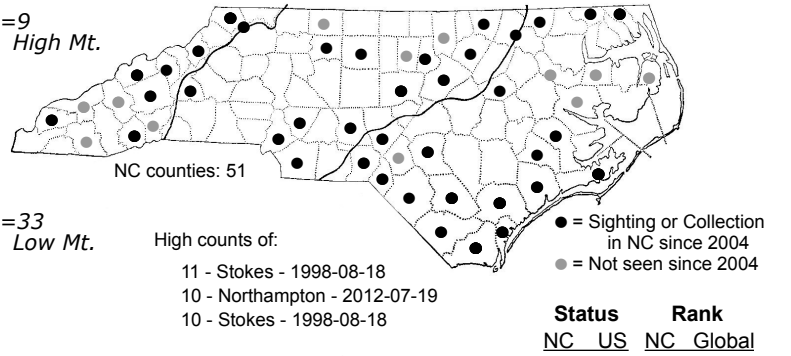 =9
High Mt.
NC counties: 51
=33
Low Mt.
High counts of:
11 - Stokes - 1998-08-18
10 - Northampton - 2012-07-19
10 - Stokes - 1998-08-18
= Sighting or Collection
in NC since 2004
= Not seen since 2004
Status Rank
NC US NC Global